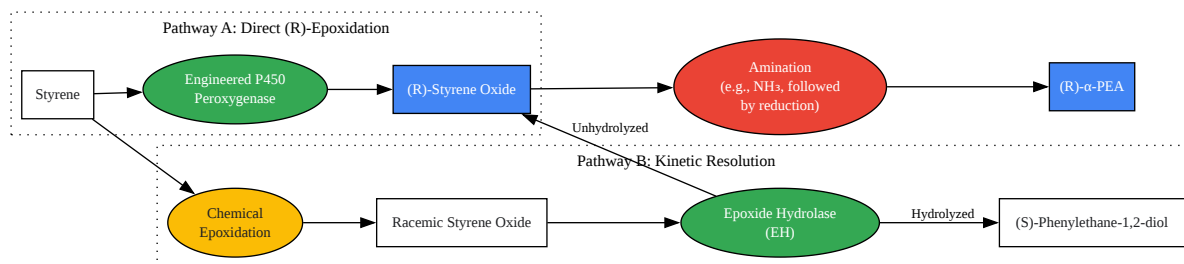 Pathway A: Direct (R)-Epoxidation
Styrene
Engineered P450
Peroxygenase
(R)-Styrene Oxide
Amination
(e.g., NH₃, followed
by reduction)
(R)-α-PEA
Unhydrolyzed
Pathway B: Kinetic Resolution
Chemical
Epoxidation
Racemic Styrene Oxide
Epoxide Hydrolase
(EH)
Hydrolyzed
(S)-Phenylethane-1,2-diol